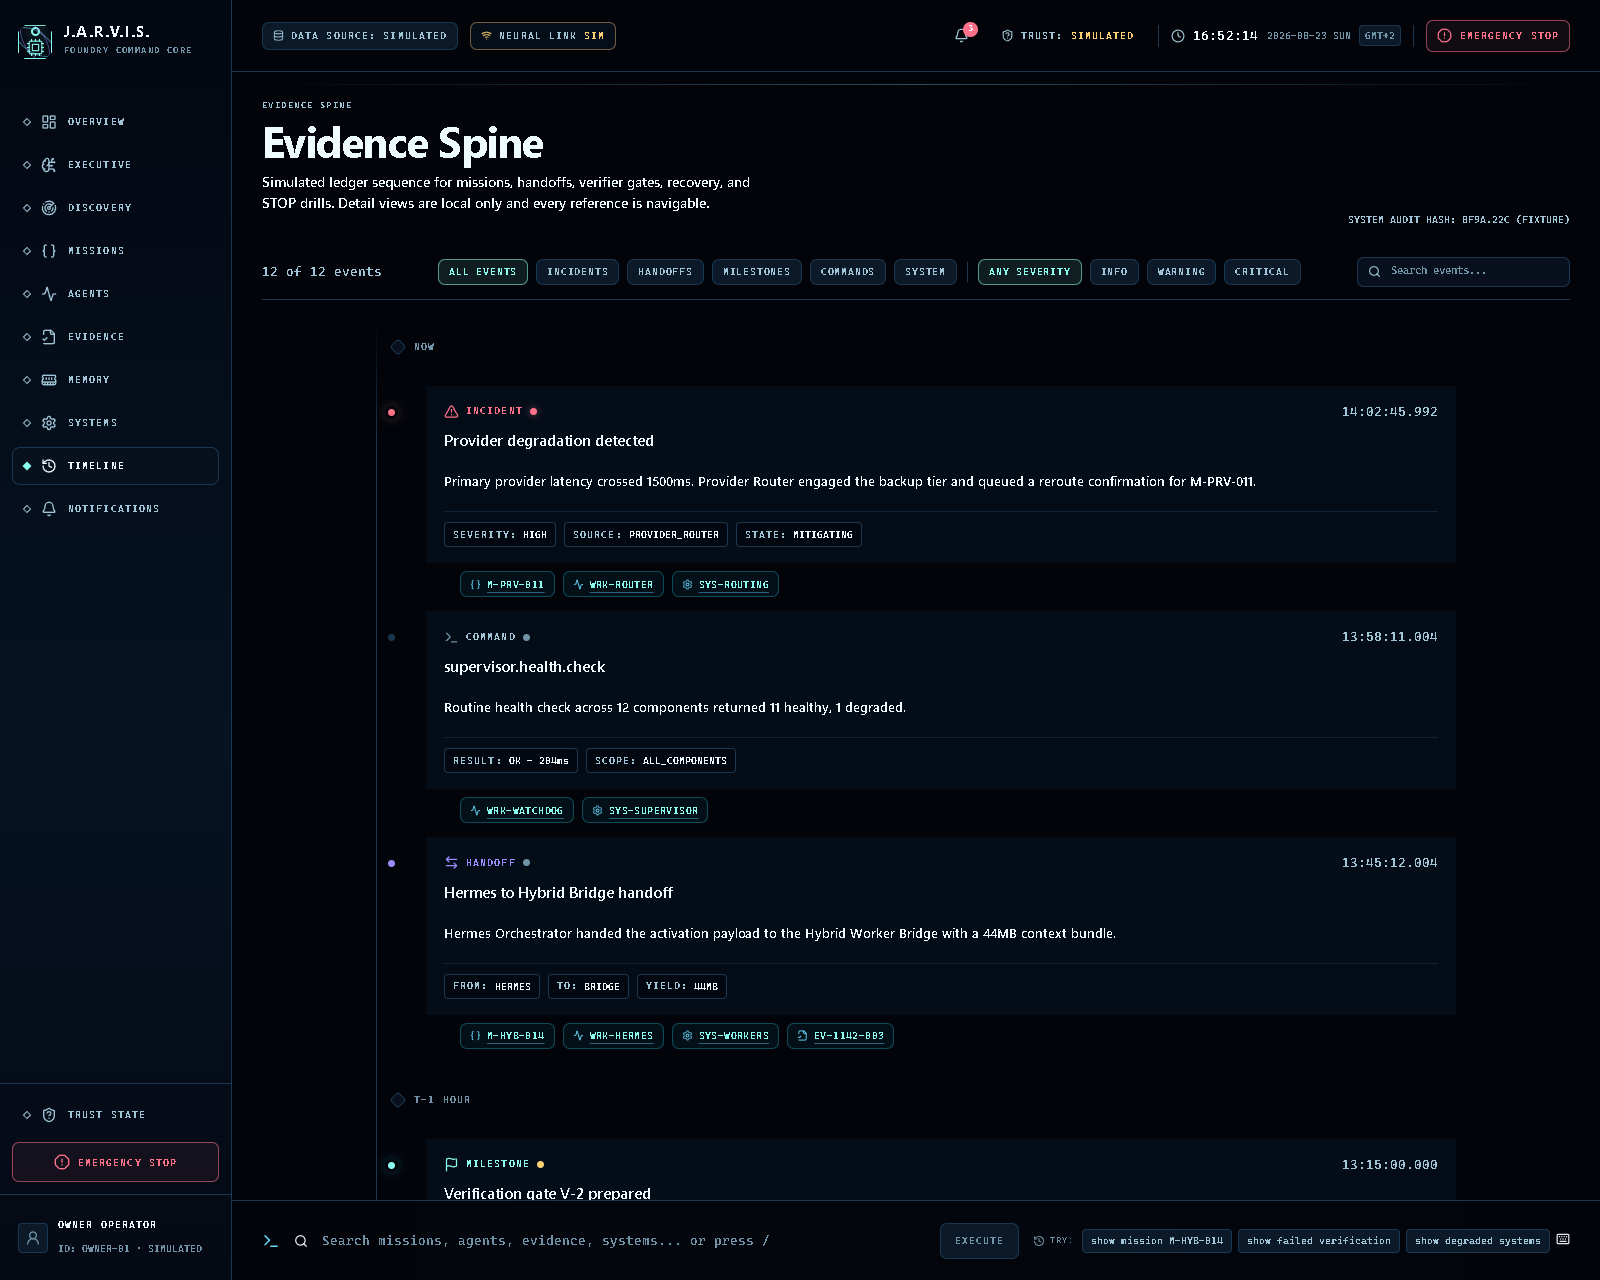 J.A.R.V.I.S.
FOUNDRY COMMAND CORE
DATA SOURCE: SIMULATED
NEURAL LINK SIM
3
TRUST: SIMULATED
16:52:14 2026-08-23 SUN GMT+2
EMERGENCY STOP
OVERVIEW
EXECUTIVE
DISCOVERY
MISSIONS
AGENTS
EVIDENCE
MEMORY
SYSTEMS
TIMELINE
NOTIFICATIONS
TRUST STATE
EMERGENCY STOP
OWNER OPERATOR
ID: OWNER-01 • SIMULATED
EVIDENCE SPINE
Evidence Spine
Simulated ledger sequence for missions, handoffs, verifier gates, recovery, and
STOP drills. Detail views are local only and every reference is navigable.
SYSTEM AUDIT HASH: 8F9A.22C (FIXTURE)
12 of 12 events
ALL EVENTS INCIDENTS HANDOFFS MILESTONES COMMANDS SYSTEM ANY SEVERITY INFO WARNING CRITICAL
Search events...
NOW
INCIDENT 14:02:45.992
Provider degradation detected
Primary provider latency crossed 1500ms. Provider Router engaged the backup tier and queued a reroute confirmation for M-PRV-011.
SEVERITY: HIGH SOURCE: PROVIDER_ROUTER STATE: MITIGATING
M-PRV-011 WRK-ROUTER SYS-ROUTING
COMMAND 13:58:11.004
supervisor.health.check
Routine health check across 12 components returned 11 healthy, 1 degraded.
RESULT: OK — 204ms SCOPE: ALL_COMPONENTS
WRK-WATCHDOG SYS-SUPERVISOR
HANDOFF 13:45:12.004
Hermes to Hybrid Bridge handoff
Hermes Orchestrator handed the activation payload to the Hybrid Worker Bridge with a 44MB context bundle.
FROM: HERMES TO: BRIDGE YIELD: 44MB
M-HYB-014 WRK-HERMES SYS-WORKERS EV-1142-003
T-1 HOUR
MILESTONE 13:15:00.000
Verification gate V-2 prepared
Search missions, agents, evidence, systems... or press /
EXECUTE
TRY: show mission M-HYB-014 show failed verification show degraded systems